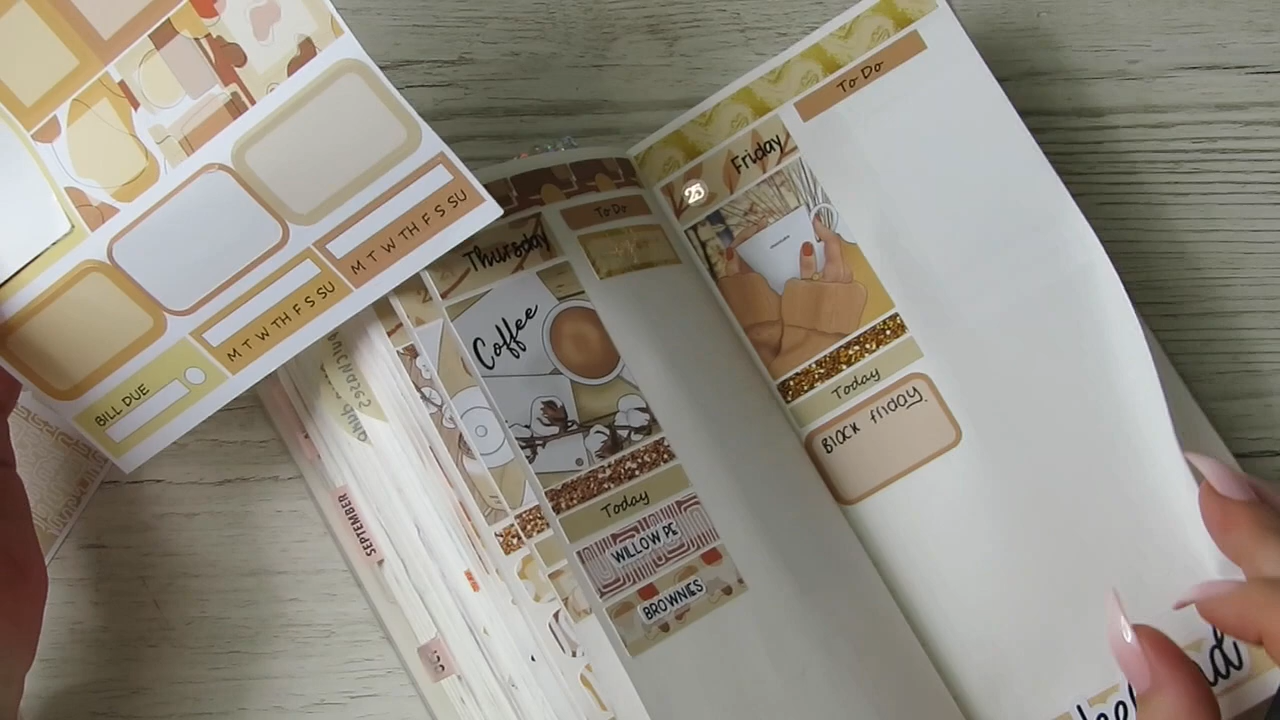 To Do
Friday
25
Today
Black friday.
To Do
Thursday
Coffee
Today
WILLOW PE
BROWNIES
M T W TH F S SU
M T W TH F S SU
BILL DUE
purchases
SEPTEMBER